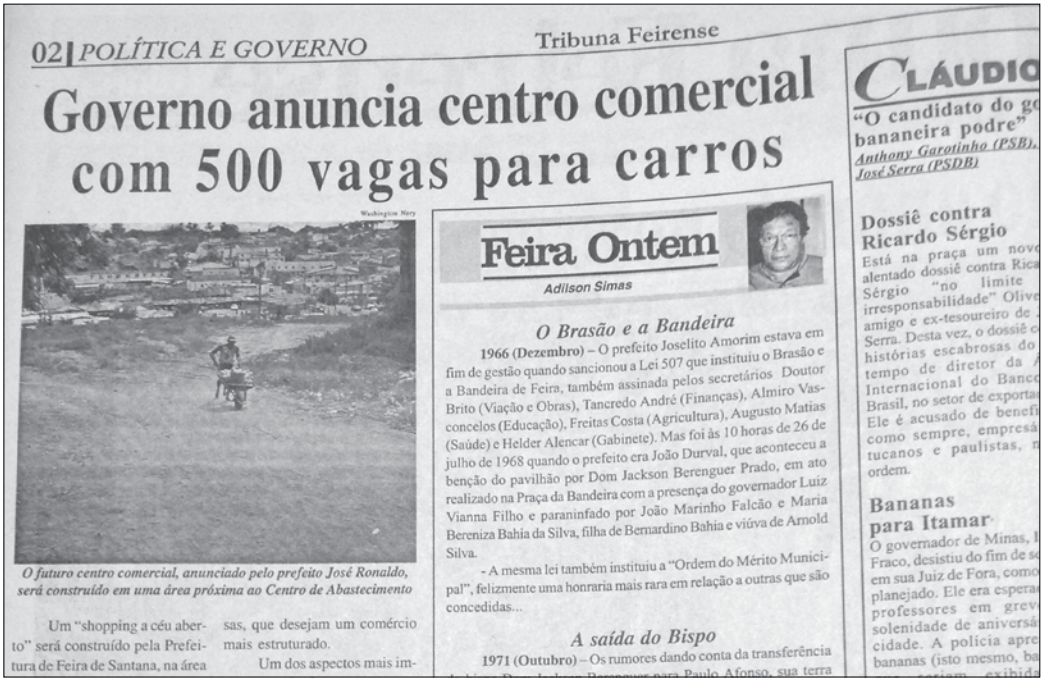 02 POLÍTICA E GOVERNO
Tribuna Feirense
Governo anuncia centro comercial
com 500 vagas para carros
Washington Nery
O futuro centro comercial, anunciado pelo prefeito José Ronaldo,
será construído em uma área próxima ao Centro de Abastecimento
Um “shopping a céu aber-
to” será construído pela Prefei-
tura de Feira de Santana, na área
sas, que desejam um comércio
mais estruturado.
Um dos aspectos mais im-
Feira Ontem
Adilson Simas
O Brasão e a Bandeira
1966 (Dezembro) – O prefeito Joselito Amorim estava em
fim de gestão quando sancionou a Lei 507 que instituiu o Brasão e
a Bandeira de Feira, também assinada pelos secretários Doutor
Brito (Viação e Obras), Tancredo André (Finanças), Almiro Vas-
concelos (Educação), Freitas Costa (Agricultura), Augusto Matias
(Saúde) e Helder Alencar (Gabinete). Mas foi às 10 horas de 26 de
julho de 1968 quando o prefeito era João Durval, que aconteceu a
benção do pavilhão por Dom Jackson Berenguer Prado, em ato
realizado na Praça da Bandeira com a presença do governador Luiz
Vianna Filho e paraninfado por João Marinho Falcão e Maria
Bereniza Bahia da Silva, filha de Bernardino Bahia e viúva de Arnold
Silva.
- A mesma lei também instituiu a “Ordem do Mérito Munici-
pal”, felizmente uma honraria mais rara em relação a outras que são
concedidas...
A saída do Bispo
1971 (Outubro) – Os rumores dando conta da transferência
Dom Jackson Berenguer para Paulo Afonso, sua terra
CLÁUDIO
“O candidato do
bananeira podre”
Anthony Garotinho (PSB),
José Serra (PSDB)
Dossiê contra
Ricardo Sérgio
Está na praça um novo
alentado dossiê contra
Sérgio “no limite
irresponsabilidade”
amigo e ex-tesoureiro de
Serra. Desta vez, o dossiê
histórias escabrosas do
tempo de diretor da
Internacional do Banco
Brasil, no setor de
Ele é acusado de
como sempre,
tucanos e paulistas,
ordem.
Bananas
para Itamar
O governador de Minas,
Fraco, desistiu do fim de
em sua Juiz de Fora, como
planejado. Ele era
professores em
solenidade de
cidade. A polícia
bananas (isto mesmo,